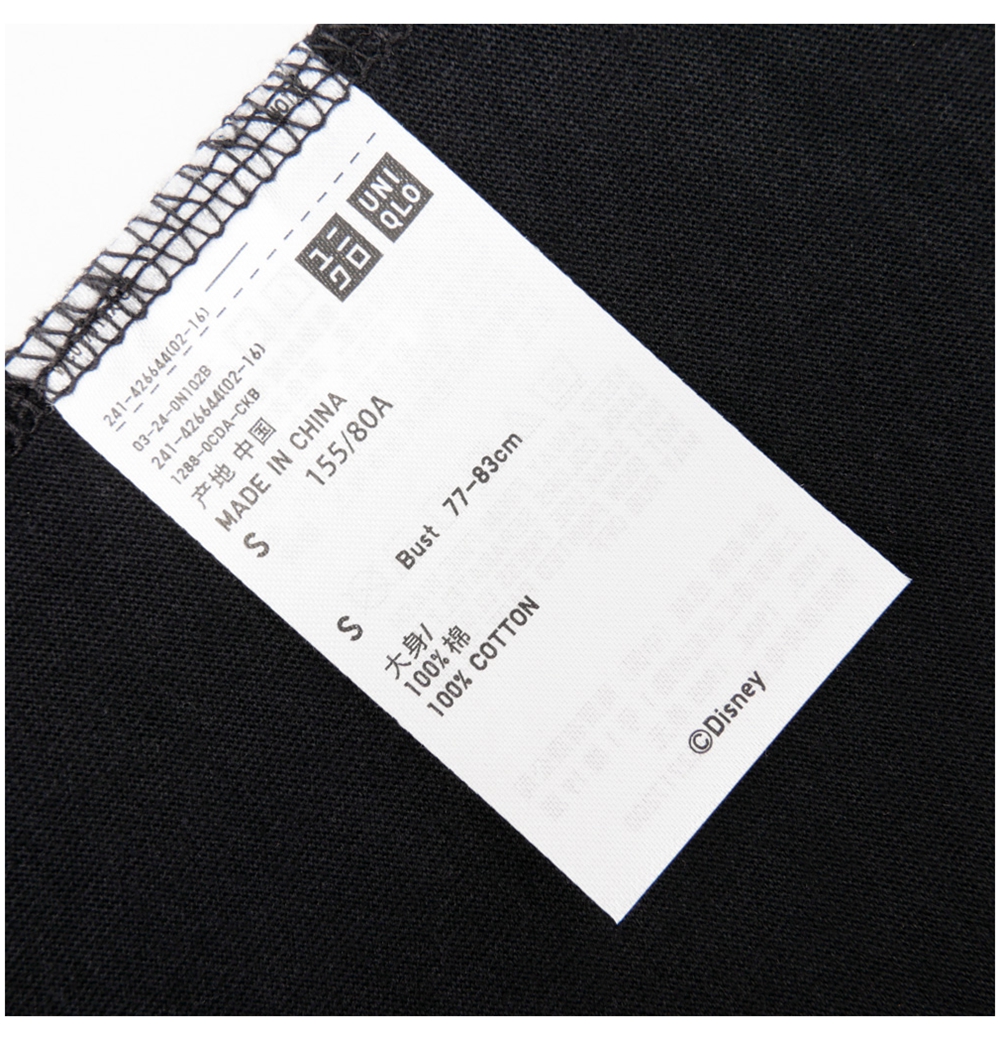 ユニ
クロ
UNI
QLO
241-426644(02-16)
03-24-0N102B
241-426644(02-16)
1288-0CDA-CKB
产地 中国
MADE IN CHINA
S 155/80A
S Bust 77-83cm
大身/
100% 棉
100% COTTON
©Disney